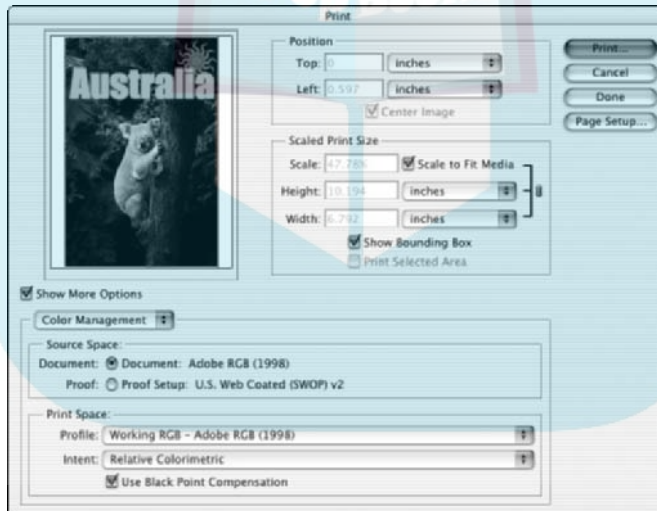 Print
Australia
Position
Top: 0 inches
Left: 0.597 inches
Center Image
Scaled Print Size
Scale: 47.78% Scale to Fit Media
Height: 10.194 inches
Width: 6.792 inches
Show Bounding Box
Print Selected Area
Print...
Cancel
Done
Page Setup...
Show More Options
Color Management
Source Space:
Document: Document: Adobe RGB (1998)
Proof: Proof Setup: U.S. Web Coated (SWOP) v2
Print Space:
Profile: Working RGB - Adobe RGB (1998)
Intent: Relative Colorimetric
Use Black Point Compensation